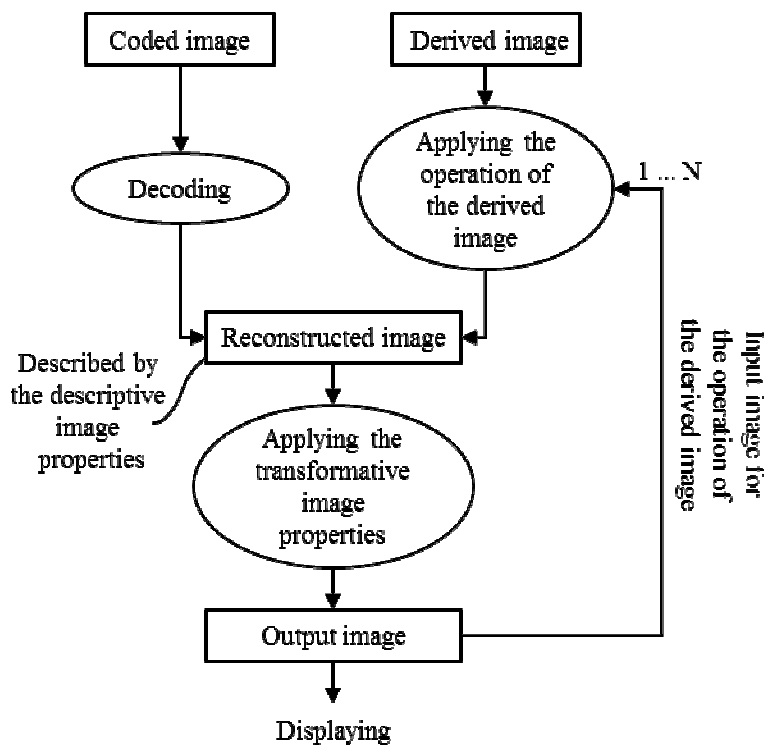 Coded image
Derived image
Decoding
Applying the
operation of
the derived
image
1 ... N
Reconstructed image
Described by
the descriptive
image
properties
Applying the
transformative
image
properties
Input image for
the operation of
the derived image
Output image
Displaying